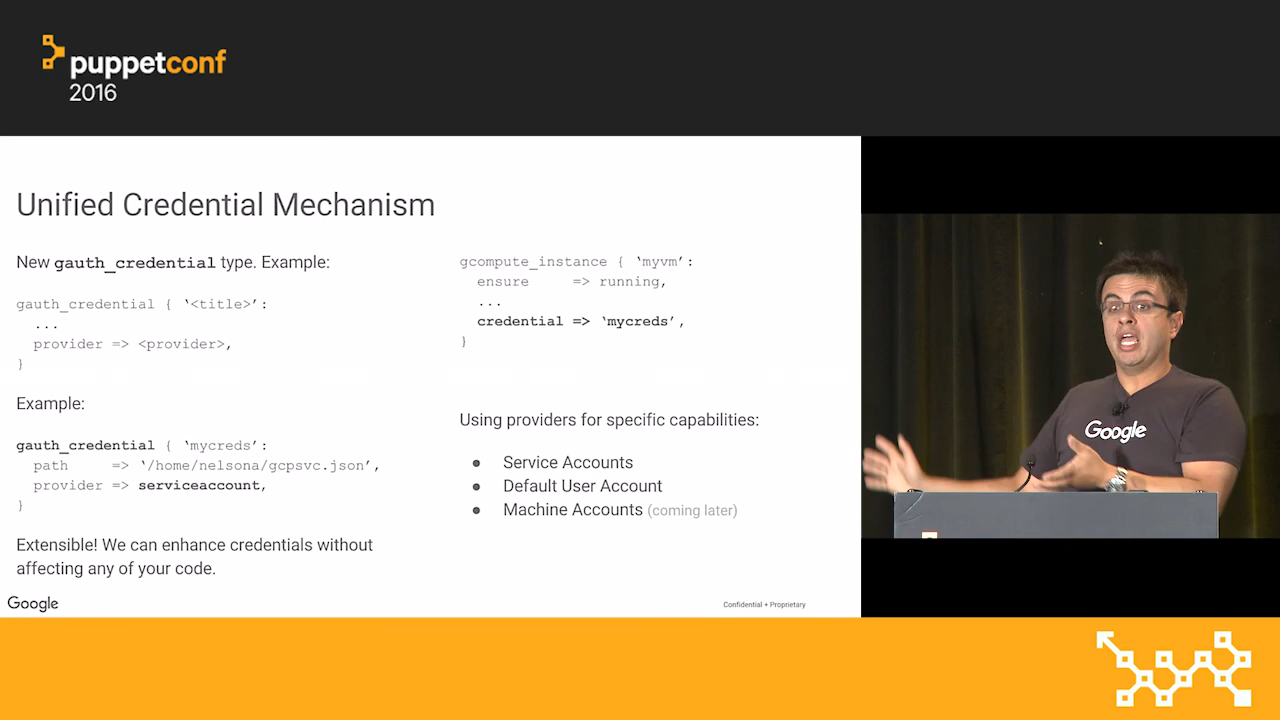 puppetconf
2016
Unified Credential Mechanism
New gauth_credential type. Example:
gauth_credential { ‘<title>’:
...
provider => <provider>,
}
Example:
gauth_credential { ‘mycreds’:
path => ‘/home/nelsona/gcpsvc.json’,
provider => serviceaccount,
}
Extensible! We can enhance credentials without
affecting any of your code.
gcompute_instance { ‘myvm’:
ensure => running,
...
credential => ‘mycreds’,
}
Using providers for specific capabilities:
● Service Accounts
● Default User Account
● Machine Accounts (coming later)
Google
Confidential + Proprietary
Google